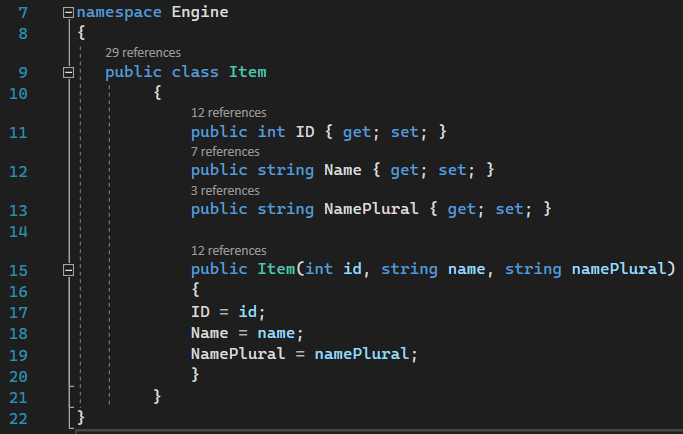 7 namespace Engine
8 {
29 references
9 public class Item
10 {
12 references
11 public int ID { get; set; }
7 references
12 public string Name { get; set; }
3 references
13 public string NamePlural { get; set; }
14
12 references
15 public Item(int id, string name, string namePlural)
16 {
17 ID = id;
18 Name = name;
19 NamePlural = namePlural;
20 }
21 }
22 }